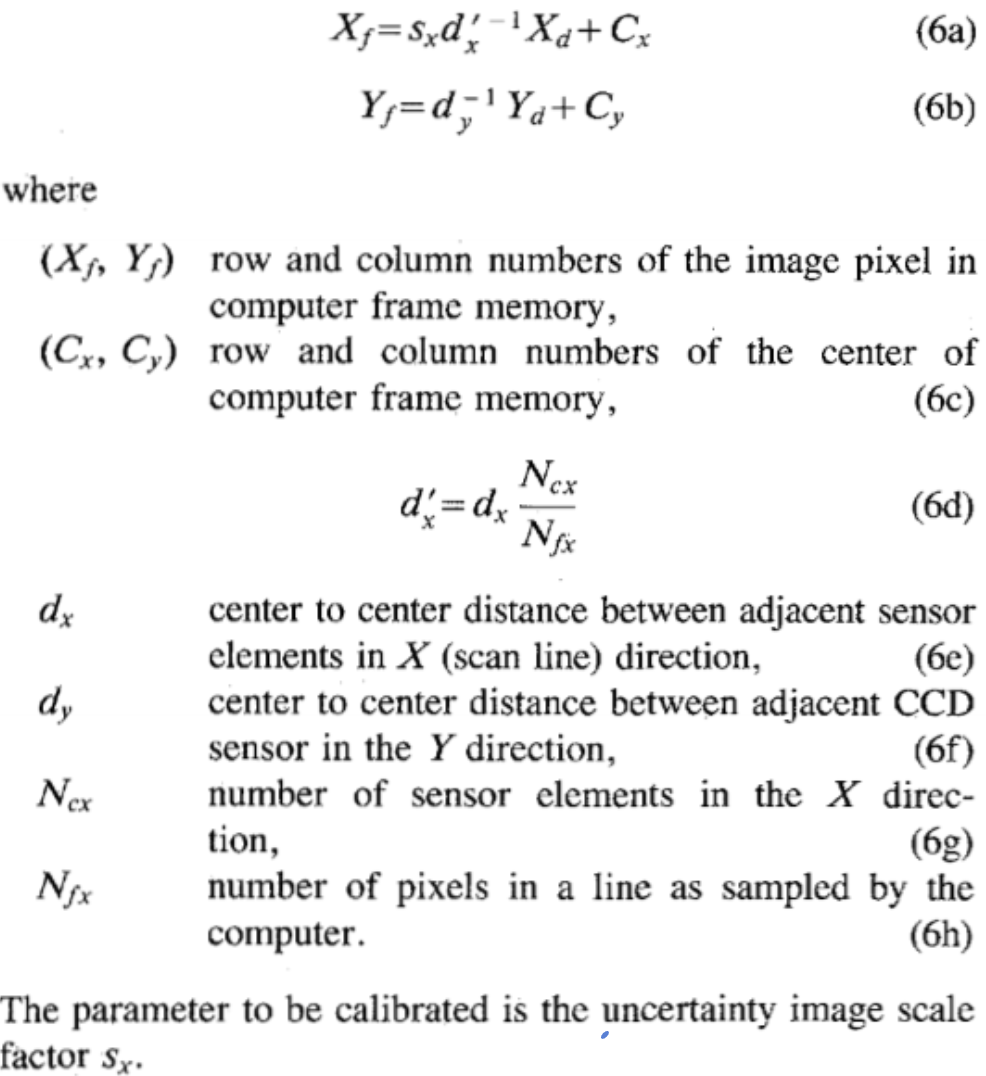 X_f=s_x d'_x^{-1} X_d+C_x (6a)
Y_f=d_y^{-1} Y_d+C_y (6b)
where
(X_f, Y_f) row and column numbers of the image pixel in
computer frame memory,
(C_x, C_y) row and column numbers of the center of
computer frame memory, (6c)
d'_x=d_x N_{cx}/N_{fx} (6d)
d_x center to center distance between adjacent sensor
elements in X (scan line) direction, (6e)
d_y center to center distance between adjacent CCD
sensor in the Y direction, (6f)
N_{cx} number of sensor elements in the X direc-
tion, (6g)
N_{fx} number of pixels in a line as sampled by the
computer. (6h)
The parameter to be calibrated is the uncertainty image scale
factor s_x.